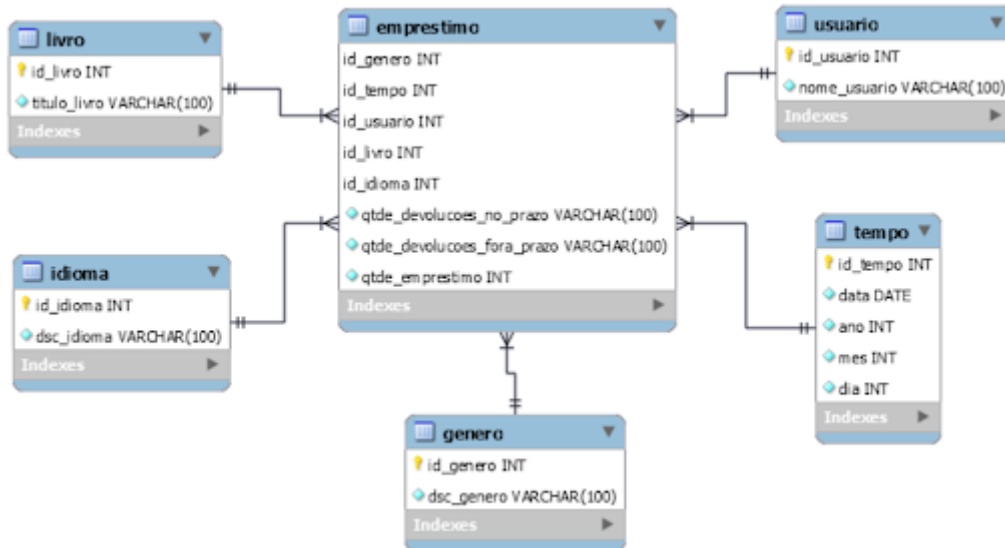 livro
id_livro INT
titulo_livro VARCHAR(100)
Indexes
emprestimo
id_genero INT
id_tempo INT
id_usuario INT
id_livro INT
id_idioma INT
qtde_devolucoes_no_prazo VARCHAR(100)
qtde_devolucoes_fora_prazo VARCHAR(100)
qtde_emprestimo INT
Indexes
usuario
id_usuario INT
nome_usuario VARCHAR(100)
Indexes
idioma
id_idioma INT
dsc_idioma VARCHAR(100)
Indexes
tempo
id_tempo INT
data DATE
ano INT
mes INT
dia INT
Indexes
genero
id_genero INT
dsc_genero VARCHAR(100)
Indexes